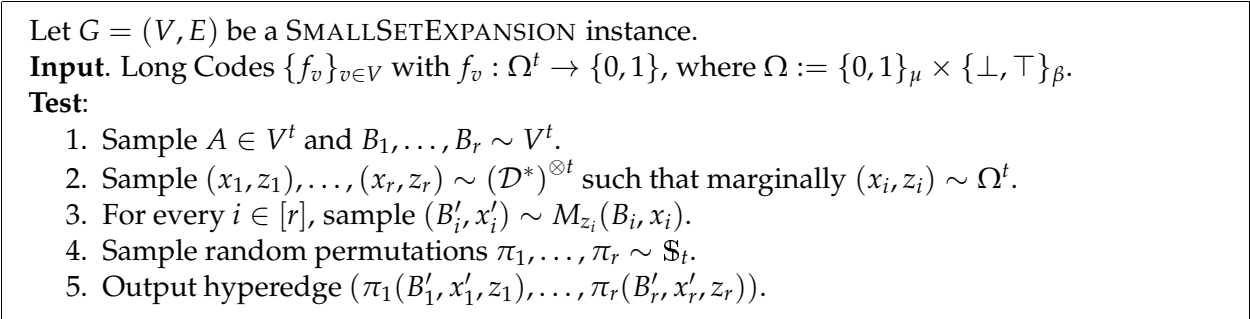 Let G = (V, E) be a SMALLSETEXPANSION instance.
Input. Long Codes {f_v}_{v∈V} with f_v : Ω^t → {0, 1}, where Ω := {0, 1}_μ × {⊥, ⊤}_β.
Test:
1. Sample A ∈ V^t and B_1, . . . , B_r ∼ V^t.
2. Sample (x_1, z_1), . . . , (x_r, z_r) ∼ (𝒟*)^{⊗t} such that marginally (x_i, z_i) ∼ Ω^t.
3. For every i ∈ [r], sample (B′_i, x′_i) ∼ M_{z_i}(B_i, x_i).
4. Sample random permutations π_1, . . . , π_r ∼ 𝕊_t.
5. Output hyperedge (π_1(B′_1, x′_1, z_1), . . . , π_r(B′_r, x′_r, z_r)).